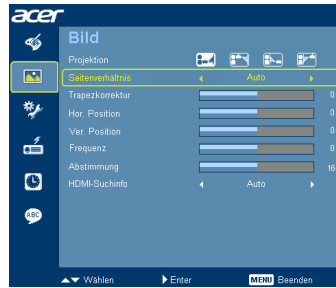 acer
Bild
Projektion
Seitenverhältnis Auto
Trapezkorrektur 0
Hor. Position 0
Ver. Position 0
Frequenz 0
Abstimmung 16
HDMI-Suchinfo Auto
ABC
Wählen Enter MENU Beenden